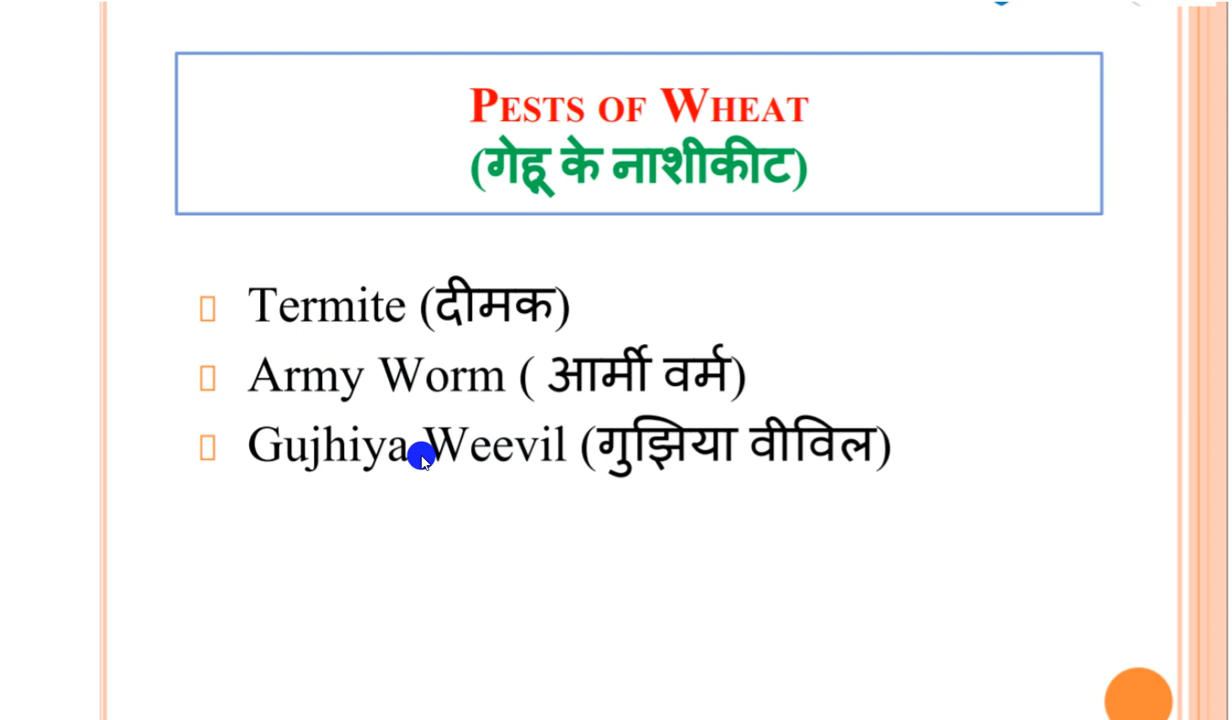 PESTS OF WHEAT
(गेहू के नाशीकीट)
Termite (दीमक)
Army Worm ( आर्मी वर्म)
Gujhiya Weevil (गुझिया वीविल)